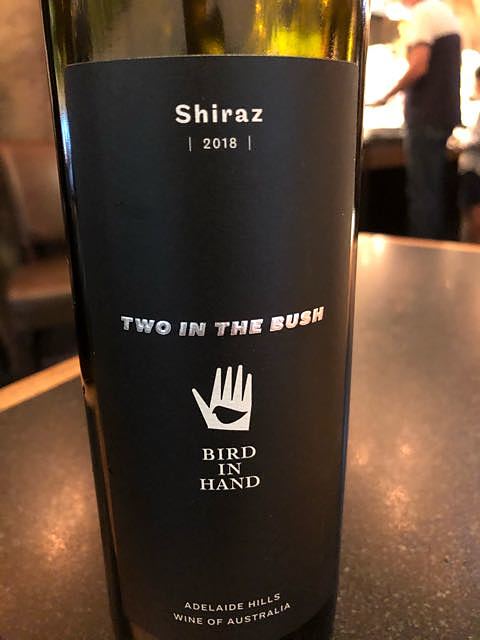 Shiraz
| 2018 |
TWO IN THE BUSH
BIRD
IN
HAND
ADELAIDE HILLS
WINE OF AUSTRALIA